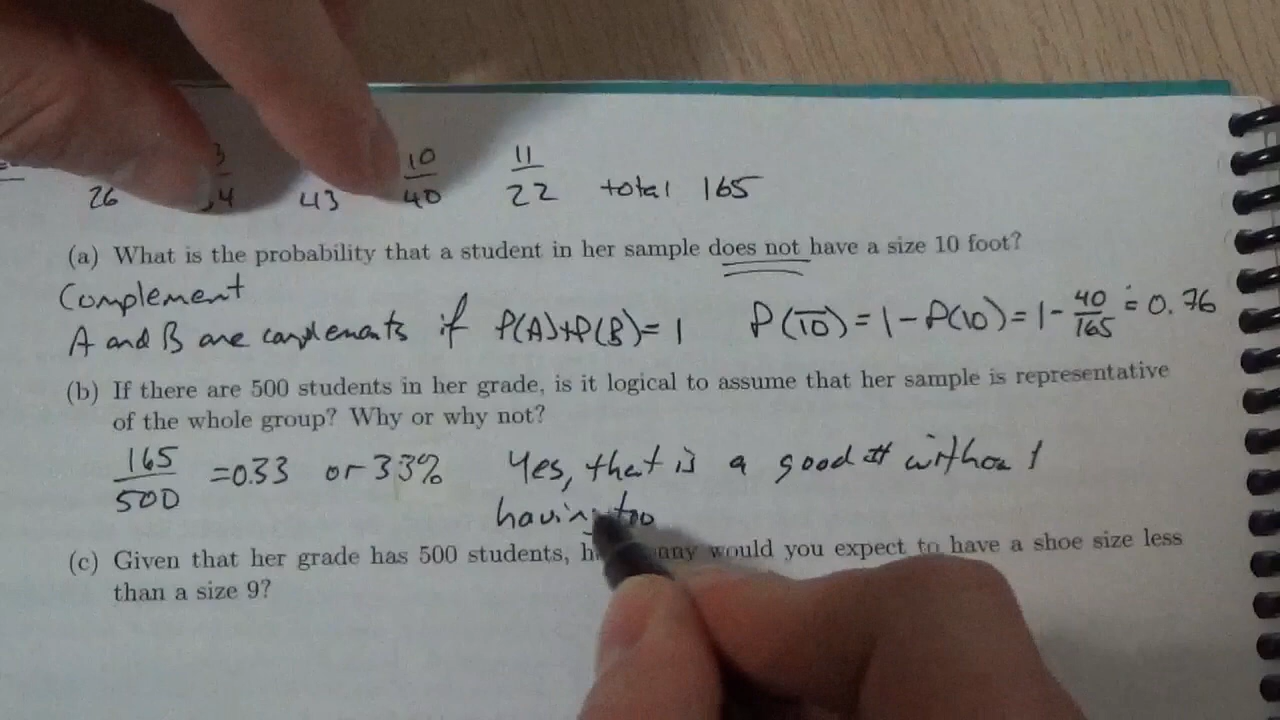 3 10 11
26 4 43 40 22 total 165
(a) What is the probability that a student in her sample does not have a size 10 foot?
Complement
A and B are complements if P(A)+P(B)=1 P(1̅0̅)=1-P(10)=1-40/165≐0.76
(b) If there are 500 students in her grade, is it logical to assume that her sample is representative
of the whole group? Why or why not?
165/500 =0.33 or 33% Yes, that is a good # without
having too
(c) Given that her grade has 500 students, would you expect to have a shoe size less
than a size 9?